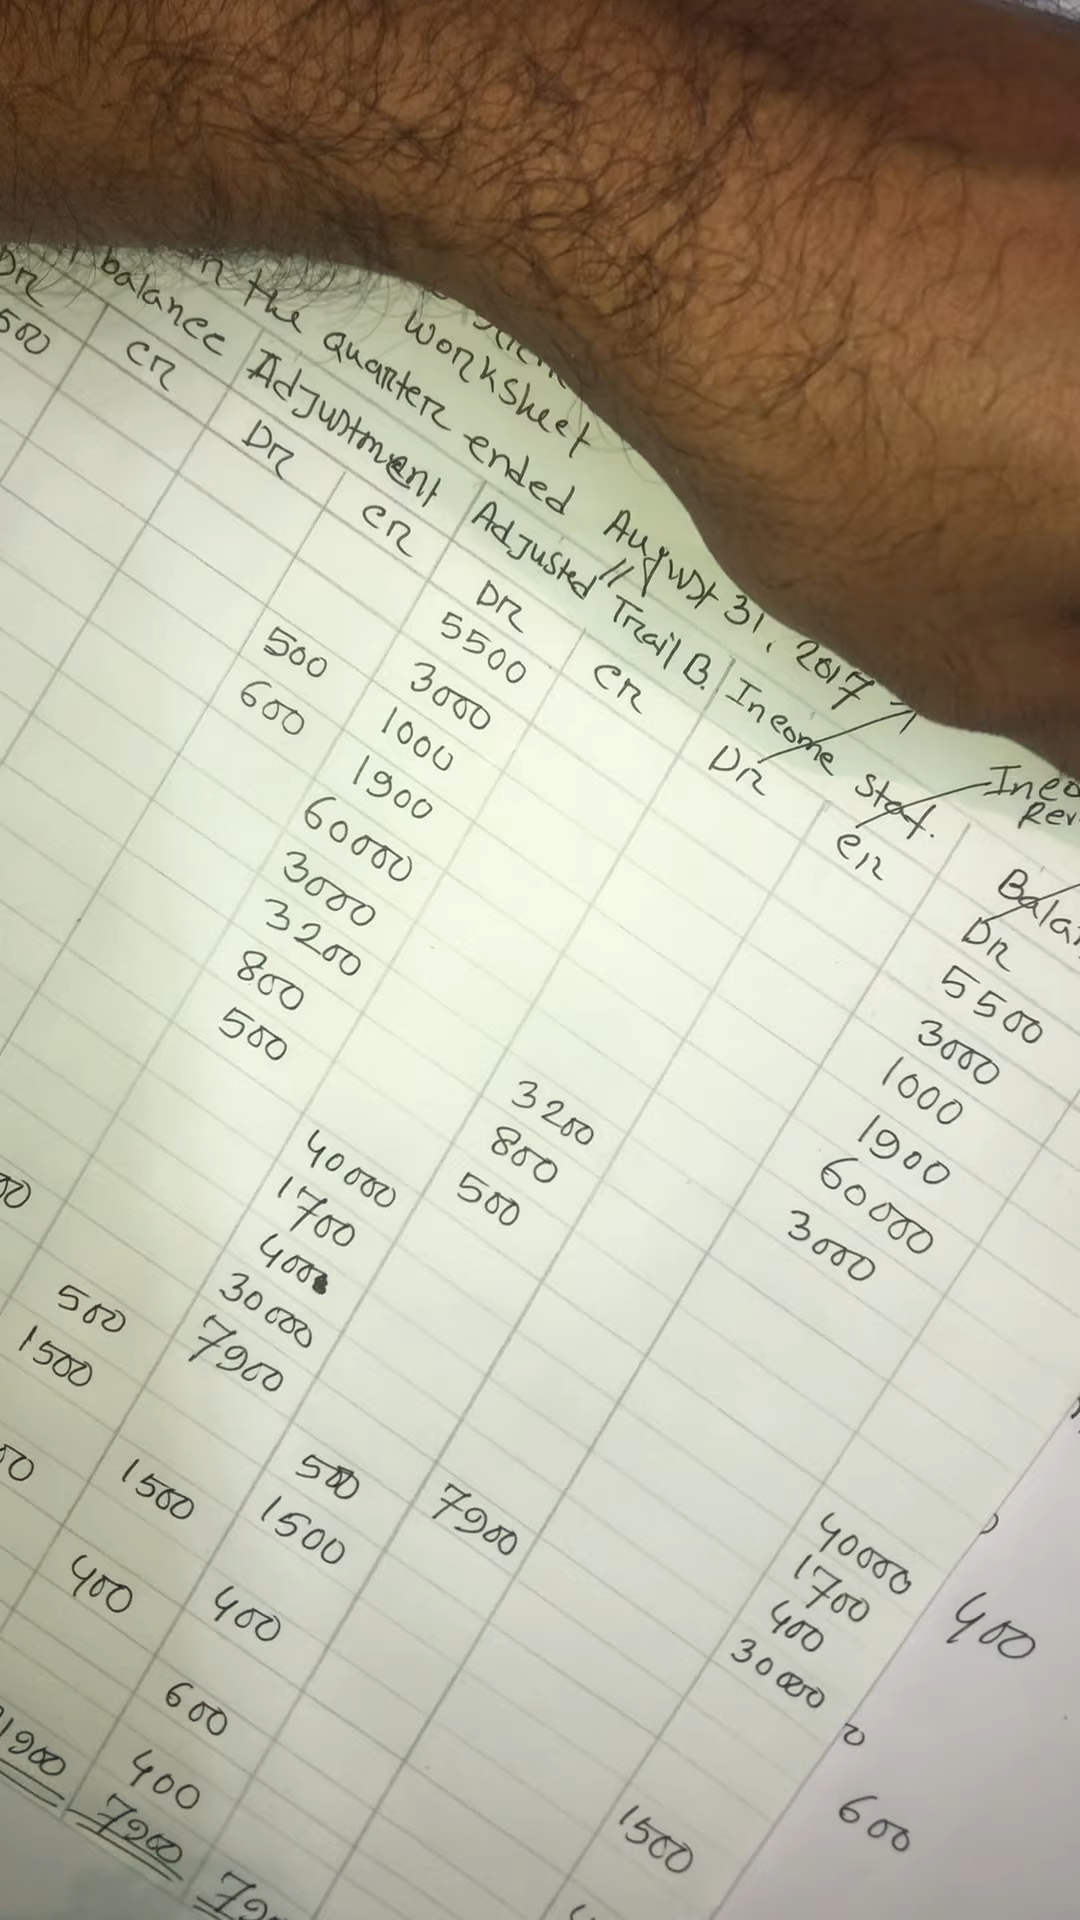 Worksheet
the quarter ended August 31, 2017
balance Adjustment Adjusted Trail B. Income Stat.
DR CR DR CR DR CR DR CR DR
500 5500 5500
3000 3000
500 1000 1000
600 1900 1900
60000 60000
3000 3000
3200 3200
800 800
500 500
40000 40000
1700 1700
400 400
30000 30000
7900 7900
500 500
1500 1500
1500
400 400 400
600 600
400
1900 7900
1500